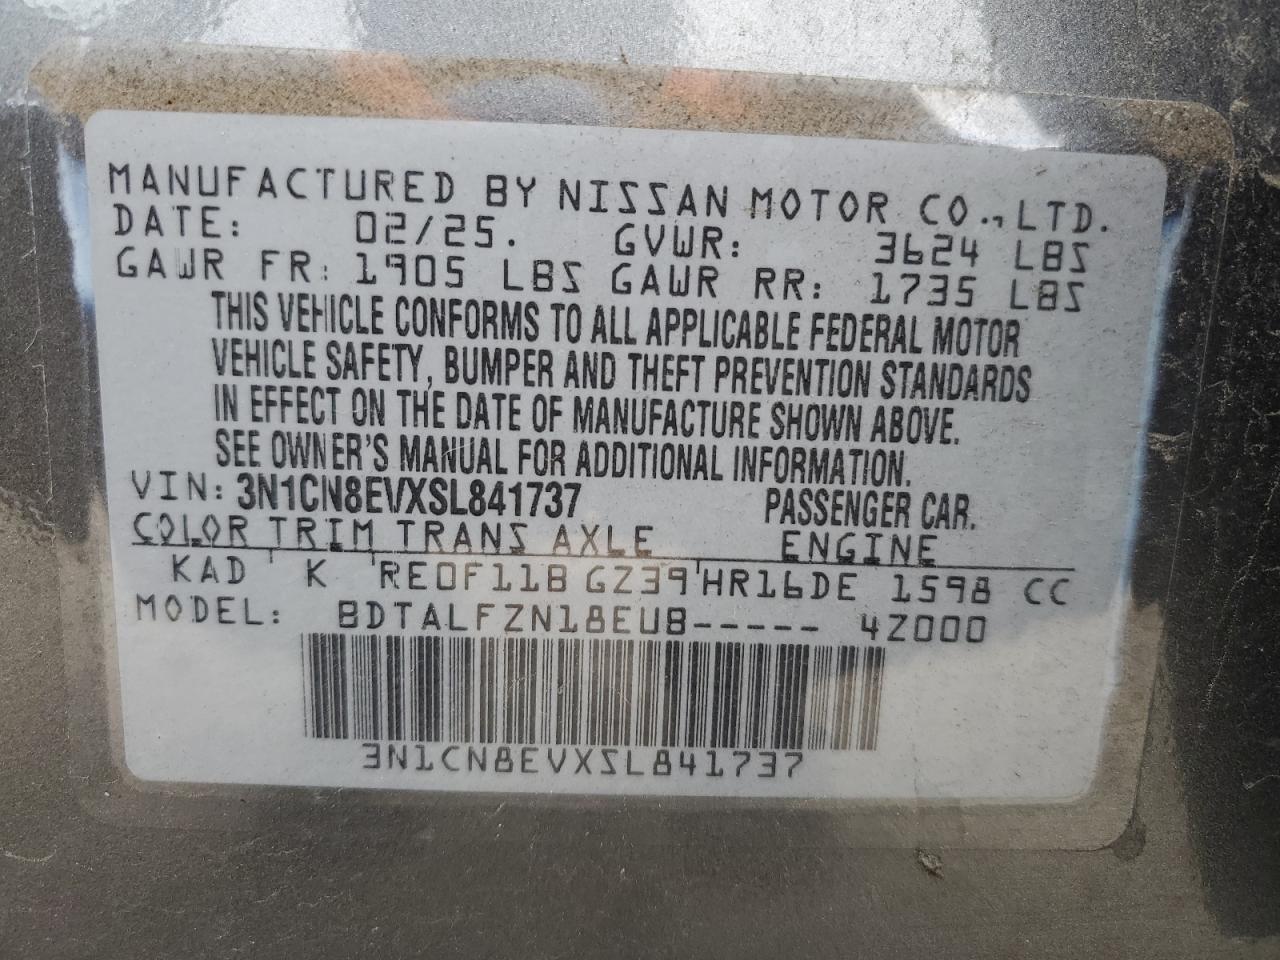 MANUFACTURED BY NISSAN MOTOR CO., LTD.
DATE: 02/25. GVWR: 3624 LBS
GAWR FR: 1905 LBS GAWR RR: 1735 LBS
THIS VEHICLE CONFORMS TO ALL APPLICABLE FEDERAL MOTOR
VEHICLE SAFETY, BUMPER AND THEFT PREVENTION STANDARDS
IN EFFECT ON THE DATE OF MANUFACTURE SHOWN ABOVE.
SEE OWNER'S MANUAL FOR ADDITIONAL INFORMATION.
VIN: 3N1CN8EVXSL841737 PASSENGER CAR.
COLOR TRIM TRANS AXLE ENGINE
KAD K RE0F11B GZ39 HR16DE 1598 CC
MODEL: BDTALFZN18EU8----- 4Z000
3N1CN8EVXSL841737